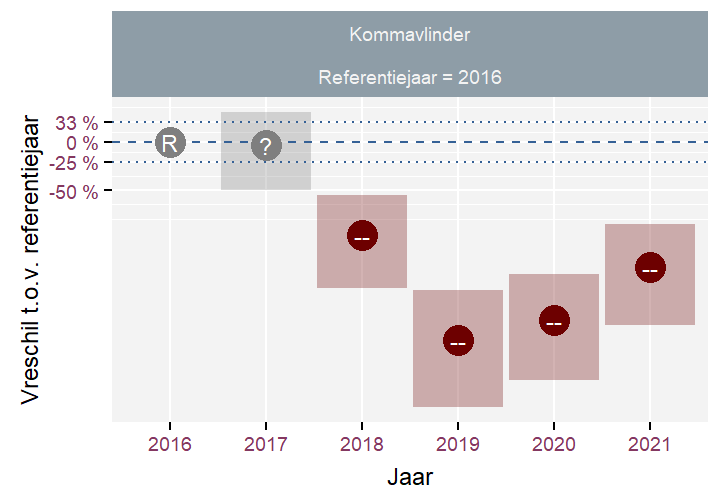 Kommavlinder
Referentiejaar = 2016
Vreschil t.o.v. referentiejaar
33 %
0 %
-25 %
-50 %
R
?
--
--
--
--
2016 2017 2018 2019 2020 2021
Jaar